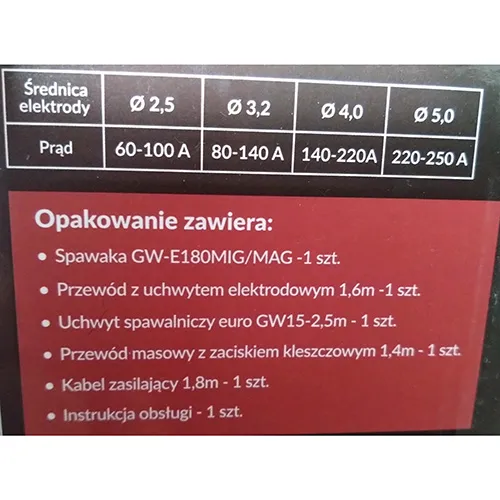 Średnica elektrody Ø 2,5 Ø 3,2 Ø 4,0 Ø 5,0
Prąd 60-100 A 80-140 A 140-220A 220-250 A
Opakowanie zawiera:
• Spawaka GW-E180MIG/MAG -1 szt.
• Przewód z uchwytem elektrodowym 1,6m -1 szt.
• Uchwyt spawalniczy euro GW15-2,5m - 1 szt.
• Przewód masowy z zaciskiem kleszczowym 1,4m - 1 szt.
• Kabel zasilający 1,8m - 1 szt.
• Instrukcja obsługi - 1 szt.